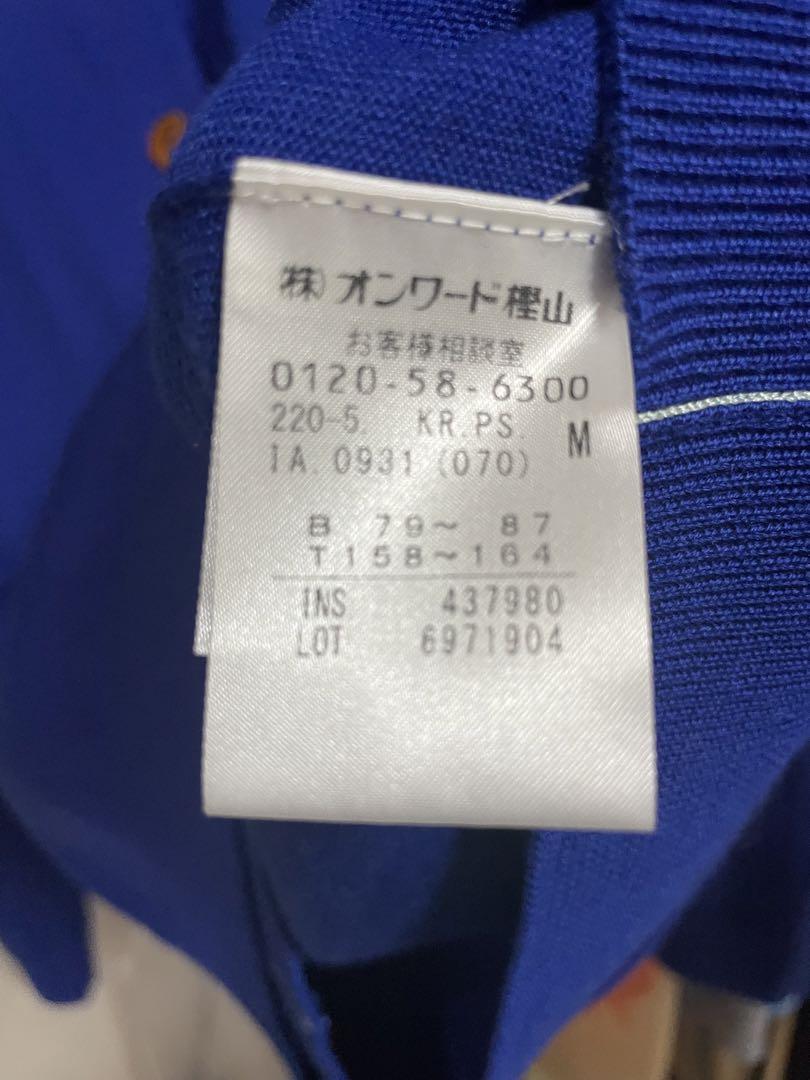 ㈱オンワード樫山
お客様相談室
0120-58-6300
220-5 KR.PS. M
IA.0931 (070)
B 79～ 87
T 158～164
INS 437980
LOT 6971904